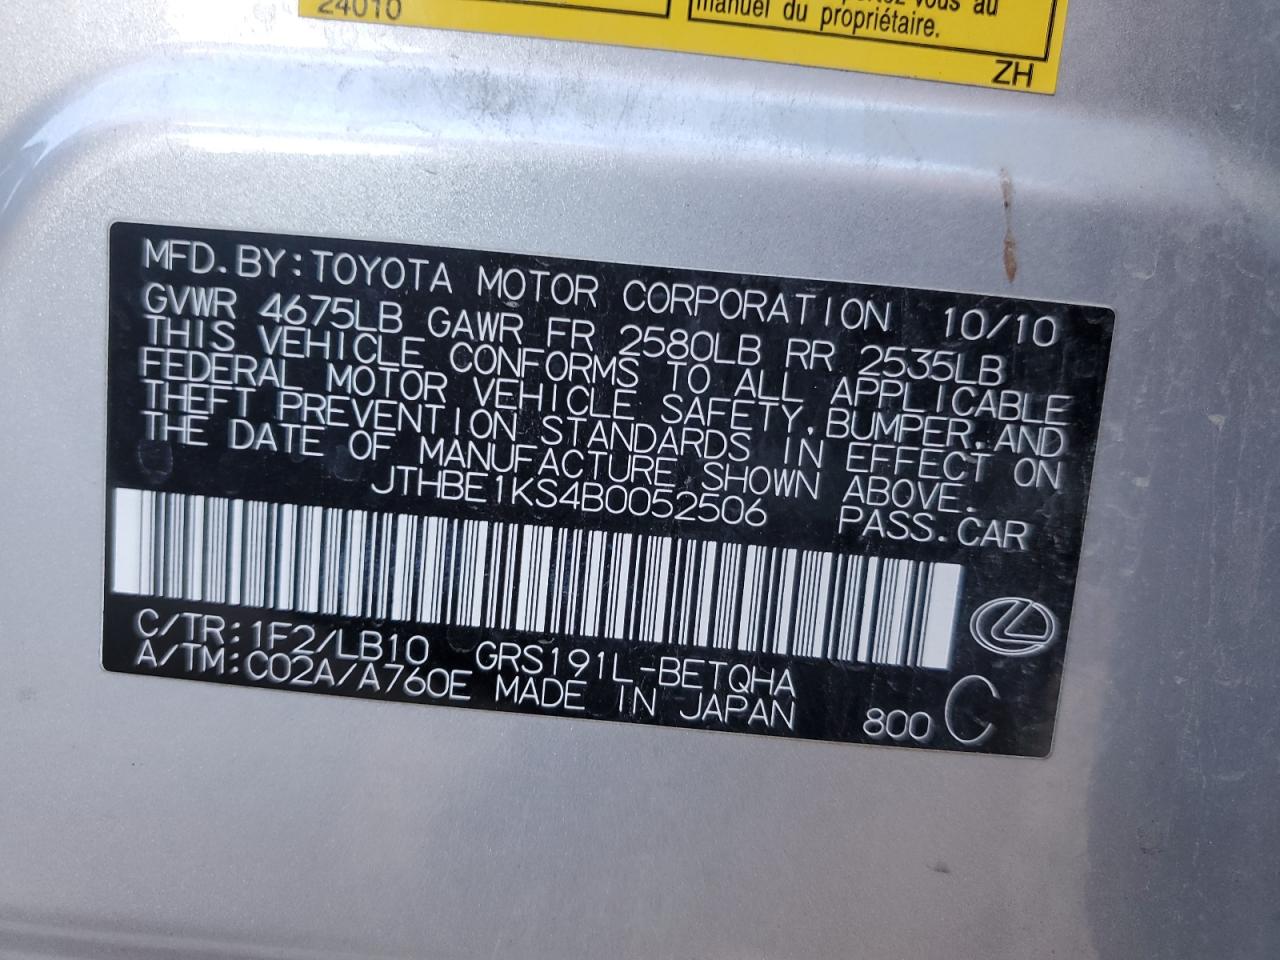 24010
portez-vous au
manuel du propriétaire.
ZH
MFD.BY:TOYOTA MOTOR CORPORATION 10/10
GVWR 4675LB GAWR FR 2580LB RR 2535LB
THIS VEHICLE CONFORMS TO ALL APPLICABLE
FEDERAL MOTOR VEHICLE SAFETY,BUMPER,AND
THEFT PREVENTION STANDARDS IN EFFECT ON
THE DATE OF MANUFACTURE SHOWN ABOVE.
JTHBE1KS4B0052506 PASS.CAR
C/TR:1F2/LB10 GRS191L-BETQHA
A/TM:C02A/A760E MADE IN JAPAN 800 C